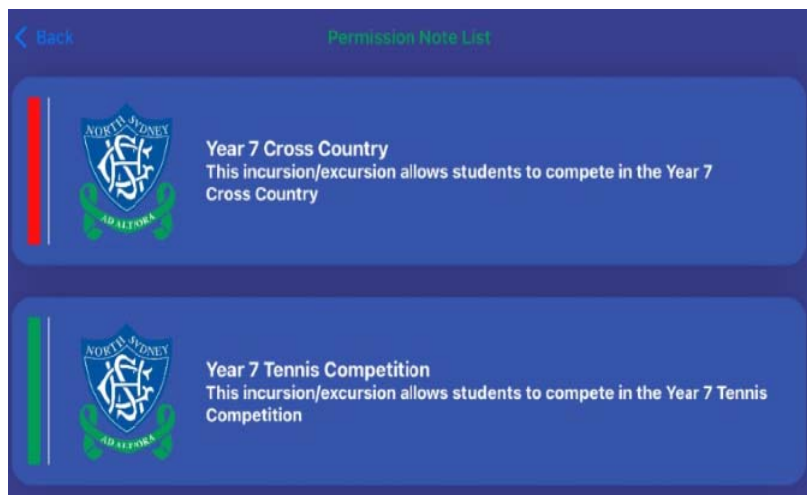 Back
Permission Note List
NORTH SYDNEY
AD ALTIORA
Year 7 Cross Country
This incursion/excursion allows students to compete in the Year 7
Cross Country
NORTH SYDNEY
AD ALTIORA
Year 7 Tennis Competition
This incursion/excursion allows students to compete in the Year 7 Tennis
Competition